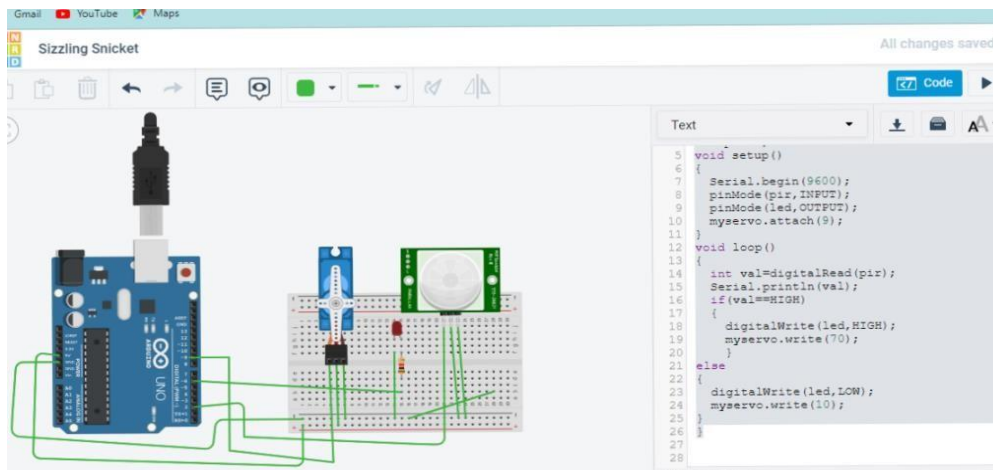 Gmail YouTube Maps
Sizzling Snicket
All changes saved
Code
Text
5 void setup()
6 {
7 Serial.begin(9600);
8 pinMode(pir,INPUT);
9 pinMode(led,OUTPUT);
10 myservo.attach(9);
11 }
12 void loop()
13 {
14 int val=digitalRead(pir);
15 Serial.println(val);
16 if(val==HIGH)
17 {
18 digitalWrite(led,HIGH);
19 myservo.write(70);
20 }
21 else
22 {
23 digitalWrite(led,LOW);
24 myservo.write(10);
25 }
26 }
27
28
ARDUINO
UNO